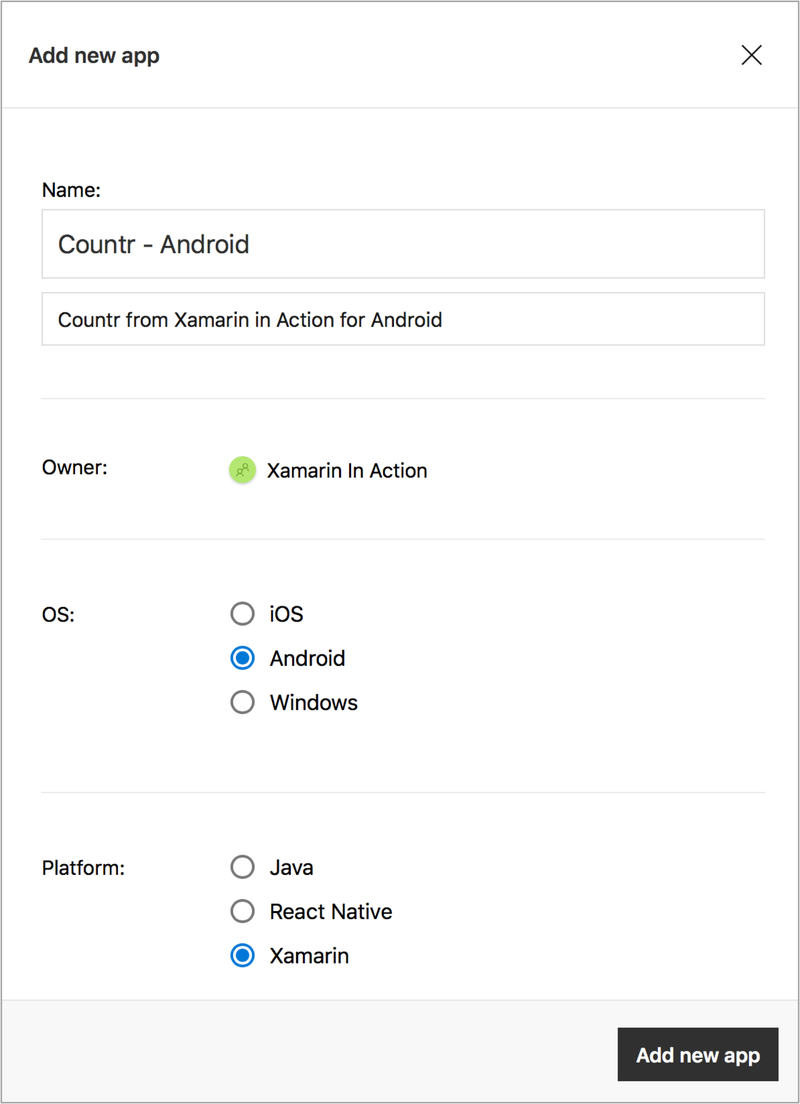 Add new app
Name:
Countr - Android
Countr from Xamarin in Action for Android
Owner:
Xamarin In Action
OS:
iOS
Android
Windows
Platform:
Java
React Native
Xamarin
Add new app